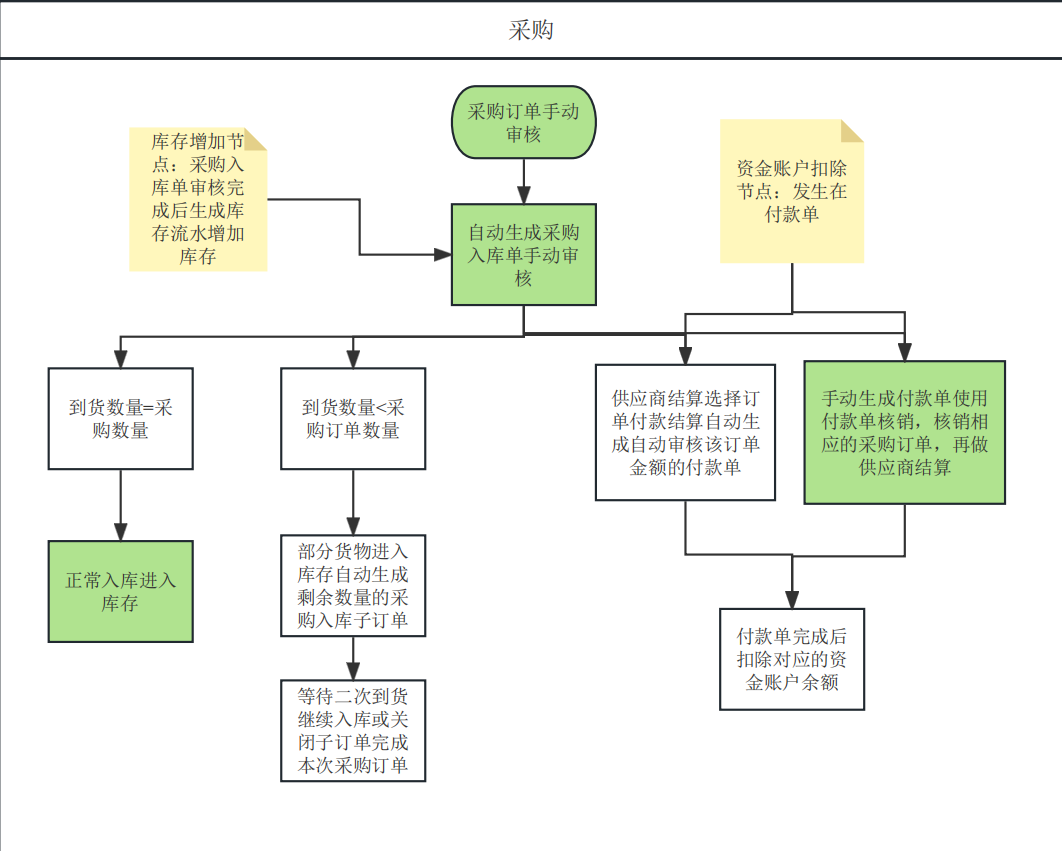 采购
采购订单手动
审核
库存增加节
点：采购入
库单审核完
成后生成库
存流水增加
库存
资金账户扣除
节点：发生在
付款单
自动生成采购
入库单手动审
核
到货数量=采
购数量
到货数量<采
购订单数量
供应商结算选择订
单付款结算自动生
成自动审核该订单
金额的付款单
手动生成付款单使用
付款单核销，核销相
应的采购订单，再做
供应商结算
正常入库进入
库存
部分货物进入
库存自动生成
剩余数量的采
购入库子订单
付款单完成后
扣除对应的资
金账户余额
等待二次到货
继续入库或关
闭子订单完成
本次采购订单